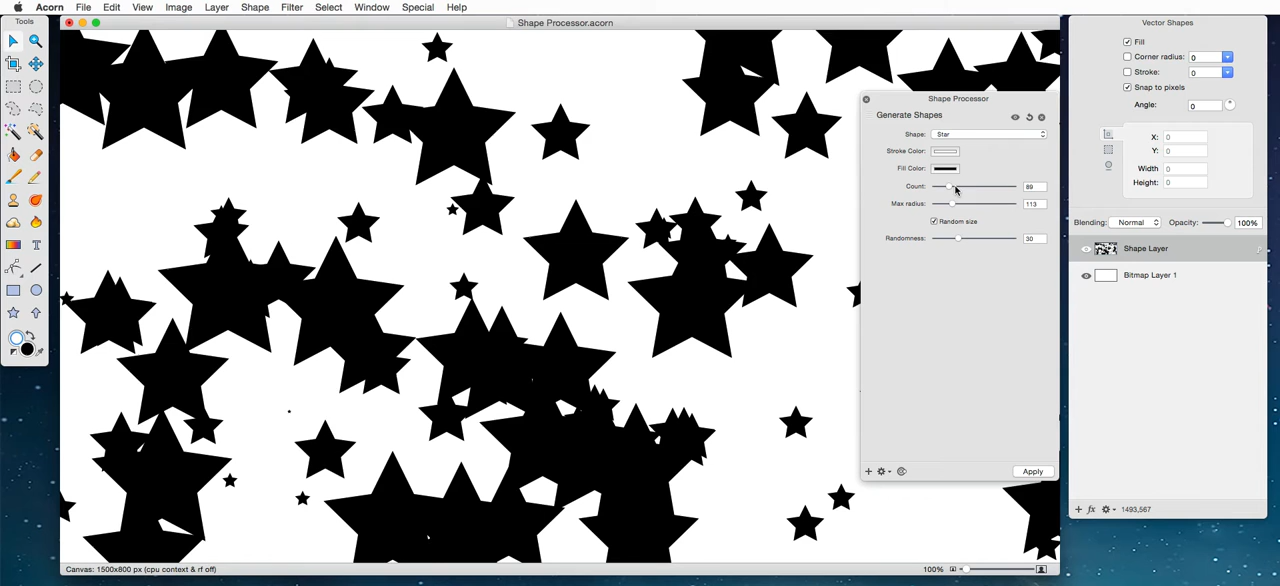 Acorn File Edit View Image Layer Shape Filter Select Window Special Help
Tools
Shape Processor.acorn
Vector Shapes
Fill
Corner radius: 0
Stroke: 0
Snap to pixels
Angle: 0 °
X: 0
Y: 0
Width 0
Height: 0
Blending: Normal Opacity: 100%
Shape Layer
Bitmap Layer 1
fx 1493,567
Shape Processor
Generate Shapes
Shape: Star
Stroke Color:
Fill Color:
Count: 89
Max radius: 113
Random size
Randomness: 30
Apply
T
Canvas: 1500x800 px (cpu context & rf off)
100%